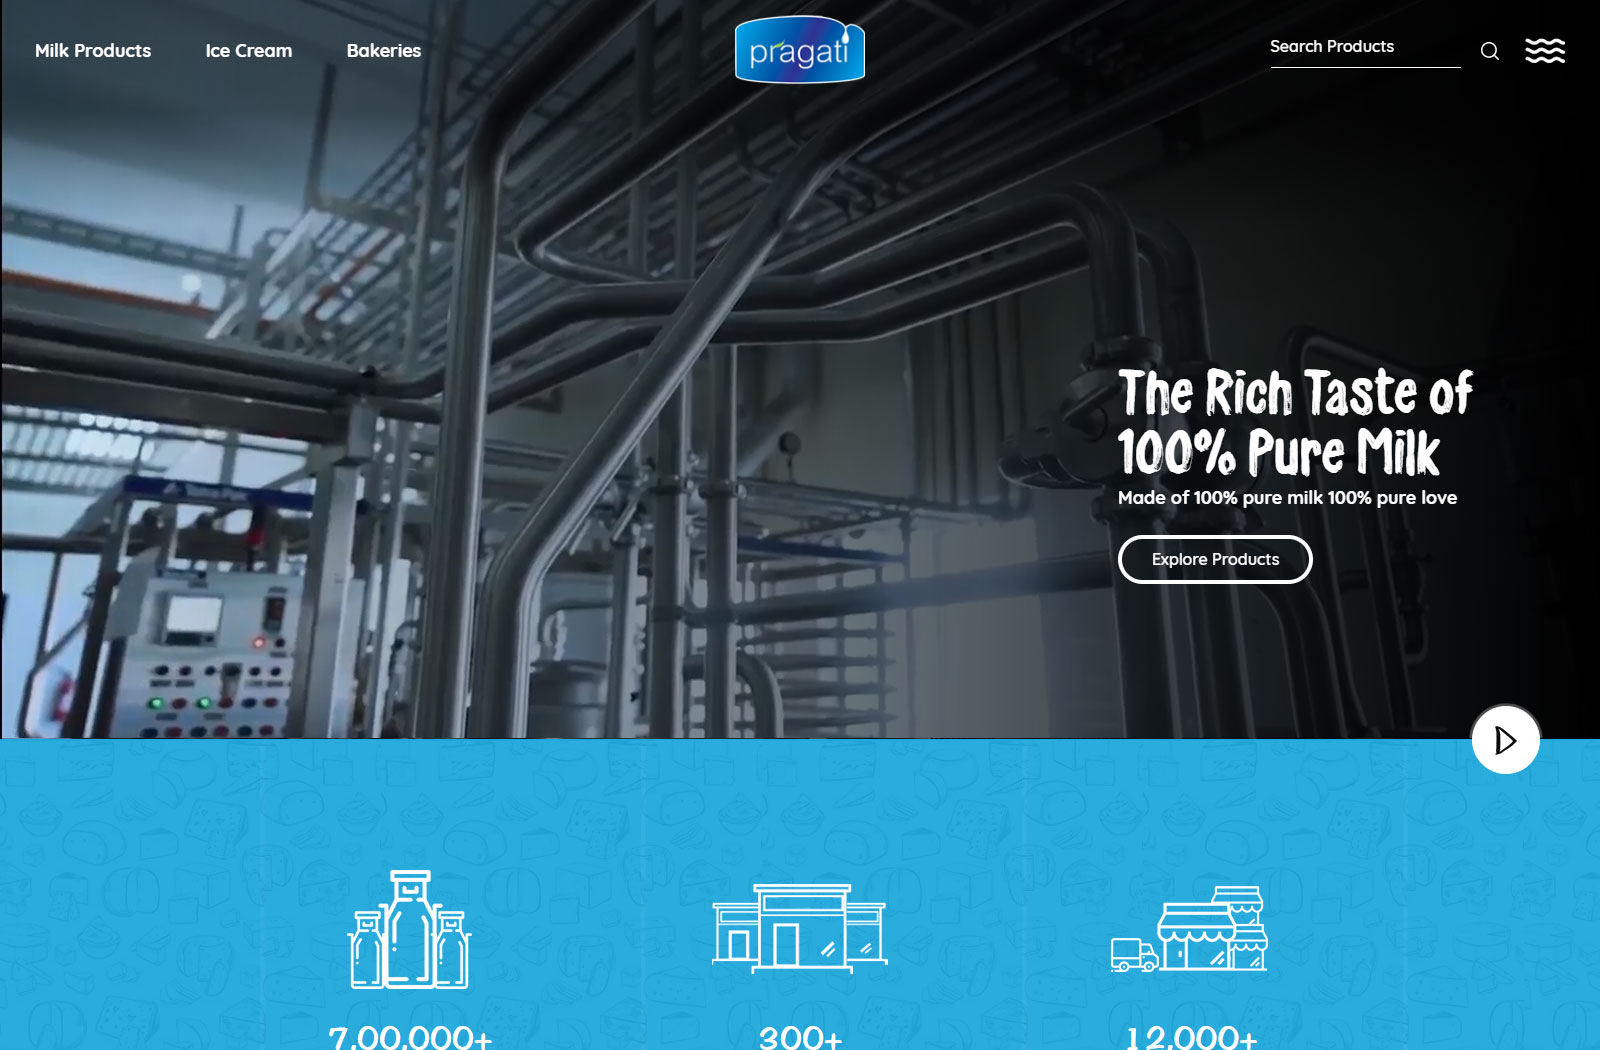 Milk Products
Ice Cream
Bakeries
pragati
Search Products
The Rich Taste of
100% Pure Milk
Made of 100% pure milk 100% pure love
Explore Products
7,00,000+
300+
12,000+